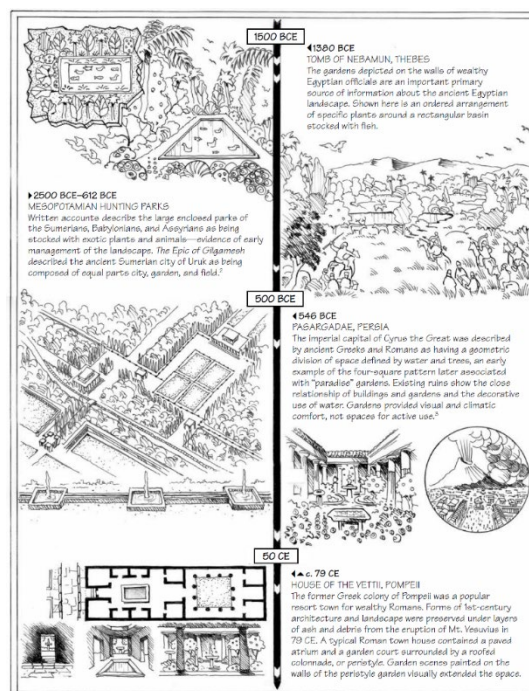 1500 BCE
◀1380 BCE
TOMB OF NEBAMUN, THEBES
The gardens depicted on the walls of wealthy
Egyptian officials are an important primary
source of information about the ancient Egyptian
landscape. Shown here is an ordered arrangement
of specific plants around a rectangular basin
stocked with fish.
▶2500 BCE–612 BCE
MESOPOTAMIAN HUNTING PARKS
Written accounts describe the large enclosed parks of
the Sumerians, Babylonians, and Assyrians as being
stocked with exotic plants and animals—evidence of early
management of the landscape. The Epic of Gilgamesh
described the ancient Sumerian city of Uruk as being
composed of equal parts city, garden, and field.²
500 BCE
◀546 BCE
PASARGADAE, PERSIA
The imperial capital of Cyrus the Great was described
by ancient Greeks and Romans as having a geometric
division of space defined by water and trees, an early
example of the four-square pattern later associated
with "paradise" gardens. Existing ruins show the close
relationship of buildings and gardens and the decorative
use of water. Gardens provided visual and climatic
comfort, not spaces for active use.³
50 CE
◀▲c. 79 CE
HOUSE OF THE VETTII, POMPEII
The former Greek colony of Pompeii was a popular
resort town for wealthy Romans. Forms of 1st-century
architecture and landscape were preserved under layers
of ash and debris from the eruption of Mt. Vesuvius in
79 CE. A typical Roman town house contained a paved
atrium and a garden court surrounded by a roofed
colonnade, or peristyle. Garden scenes painted on the
walls of the peristyle garden visually extended the space.